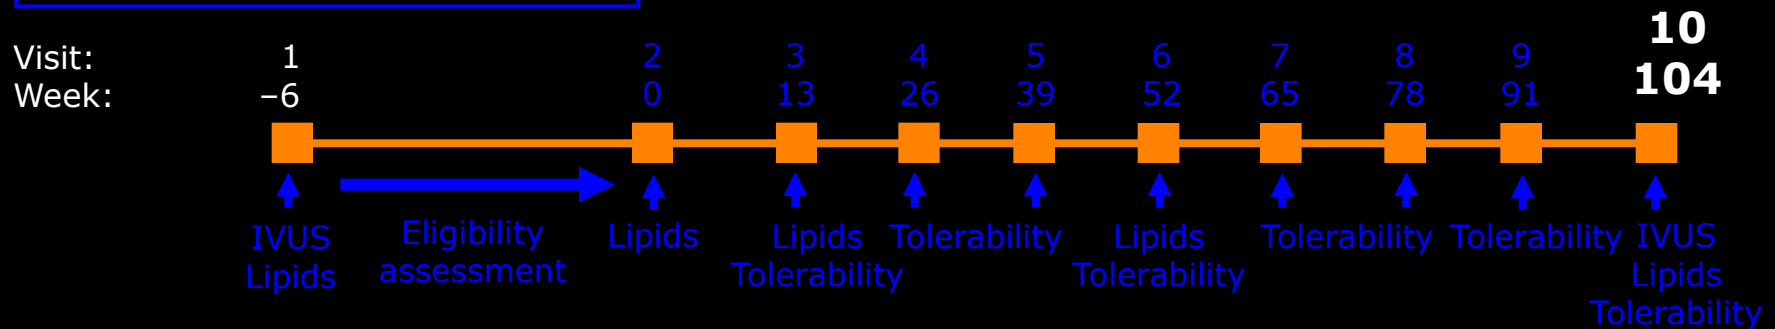 Visit: 1 2 3 4 5 6 7 8 9 10
Week: –6 0 13 26 39 52 65 78 91 104
IVUS Eligibility Lipids Lipids Tolerability Lipids Tolerability Tolerability IVUS
Lipids assessment Tolerability Tolerability Lipids
Tolerability